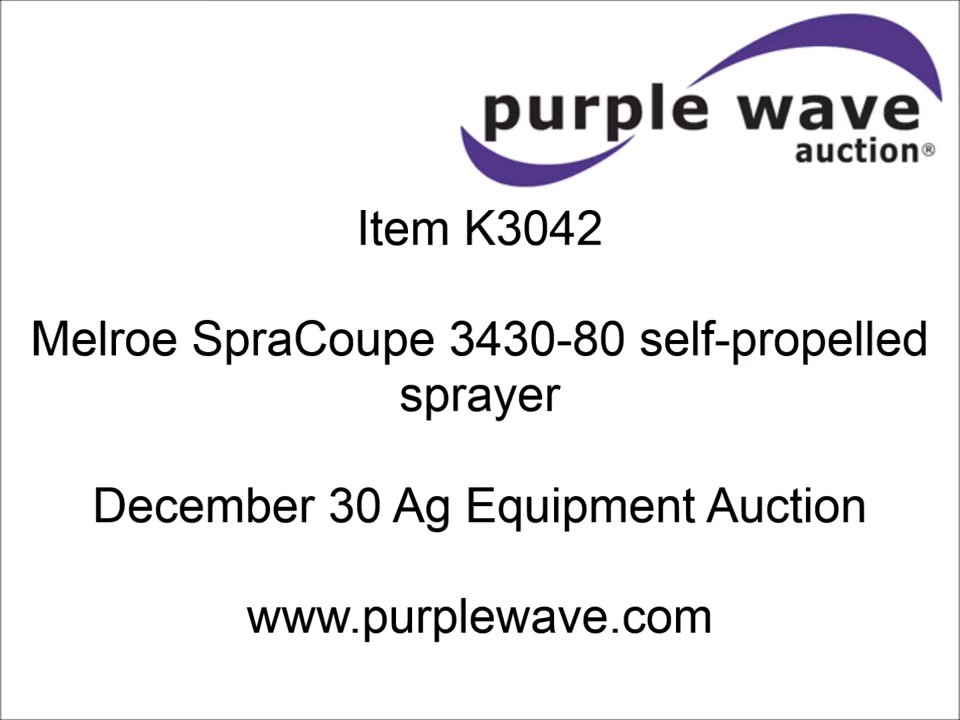 purple wave
auction®
Item K3042
Melroe SpraCoupe 3430-80 self-propelled
sprayer
December 30 Ag Equipment Auction
www.purplewave.com